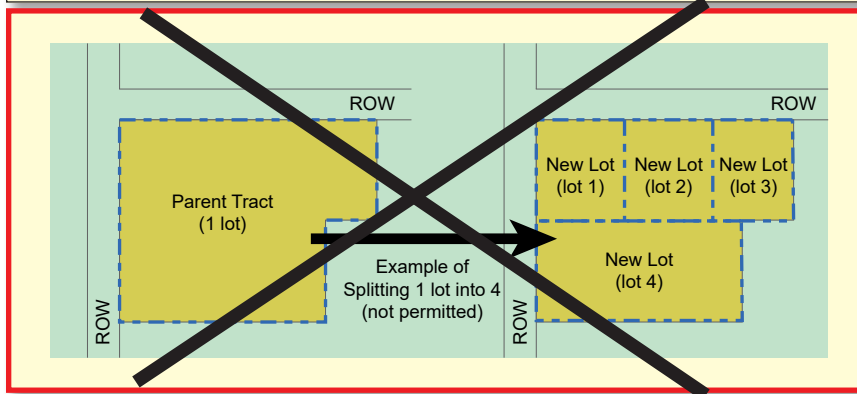 ROW
ROW
Parent Tract
(1 lot)
New Lot
(lot 1)
New Lot
(lot 2)
New Lot
(lot 3)
Example of
Splitting 1 lot into 4
(not permitted)
New Lot
(lot 4)
ROW
ROW